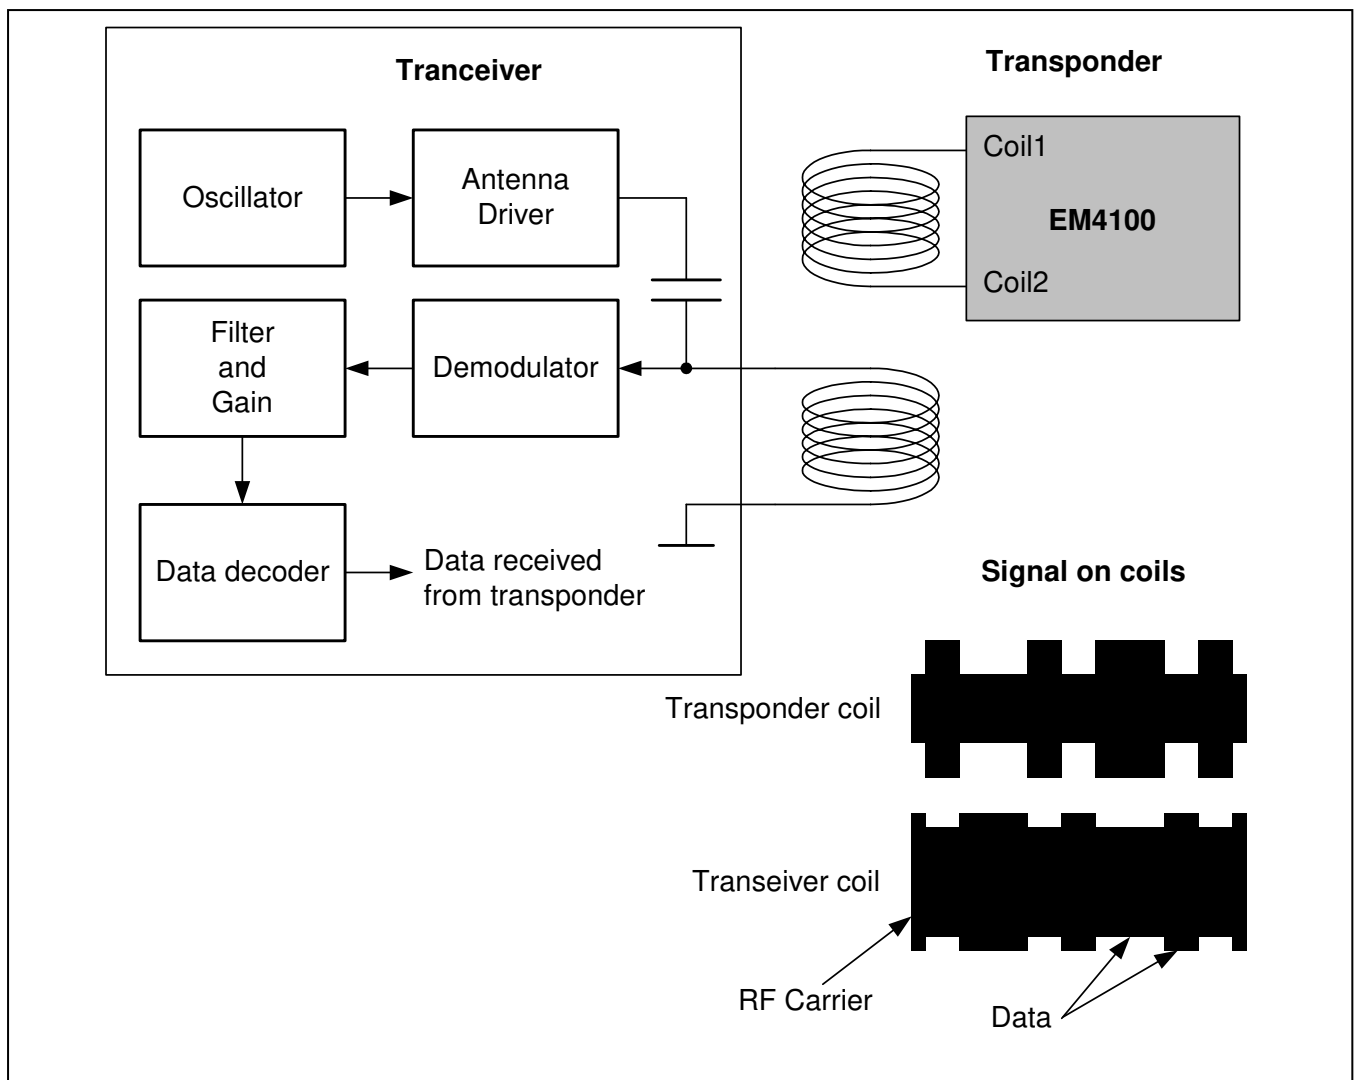 Tranceiver
Transponder
Oscillator
Antenna
Driver
Coil1
EM4100
Coil2
Filter
and
Gain
Demodulator
Data decoder
Data received
from transponder
Signal on coils
Transponder coil
Transeiver coil
RF Carrier
Data